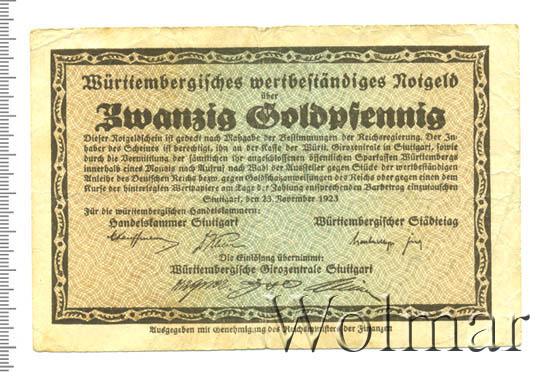 Württembergisches wertbeständiges Notgeld
über
Zwanzig Goldpfennig
Dieser Notgeldschein ist gedeckt nach Maßgabe der Bestimmungen der Reichsregierung. Der In-
haber des Scheines ist berechtigt, ihn an der Kasse der Württ. Girozentrale in Stuttgart, sowie
durch die Vermittlung der sämtlichen ihr angeschlossenen öffentlichen Sparkassen Württembergs
innerhalb eines Monats nach Aufruf nach Wahl der Aussteller gegen Stücke der wertbeständigen
Anleihe des Deutschen Reichs bezw. gegen Goldschatzanweisungen des Reichs oder gegen einen dem
Kurse der hinterlegten Wertpapiere am Tage der Zahlung entsprechenden Barbetrag einzutauschen
Stuttgart, den 23. November 1923
Für die württembergischen Handelskammern:
Handelskammer Stuttgart
Württembergischer Städtetag
Die Einlösung übernimmt:
Württembergische Girozentrale Stuttgart
Ausgegeben mit Genehmigung des Reichsministers der Finanzen
Wolmar